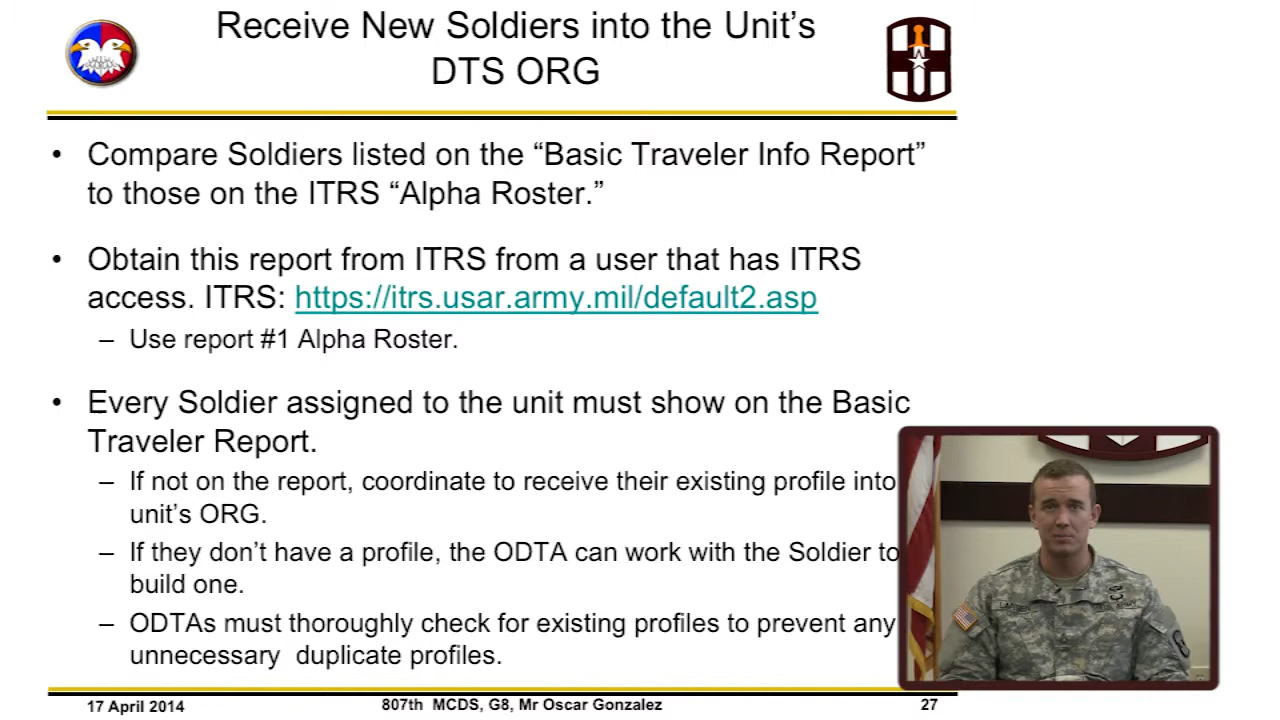 Receive New Soldiers into the Unit’s
DTS ORG
• Compare Soldiers listed on the “Basic Traveler Info Report”
to those on the ITRS “Alpha Roster.”
• Obtain this report from ITRS from a user that has ITRS
access. ITRS: https://itrs.usar.army.mil/default2.asp
– Use report #1 Alpha Roster.
• Every Soldier assigned to the unit must show on the Basic
Traveler Report.
– If not on the report, coordinate to receive their existing profile into
unit’s ORG.
– If they don’t have a profile, the ODTA can work with the Soldier to
build one.
– ODTAs must thoroughly check for existing profiles to prevent any
unnecessary  duplicate profiles.
17 April 2014
807th  MCDS, G8, Mr Oscar Gonzalez
27